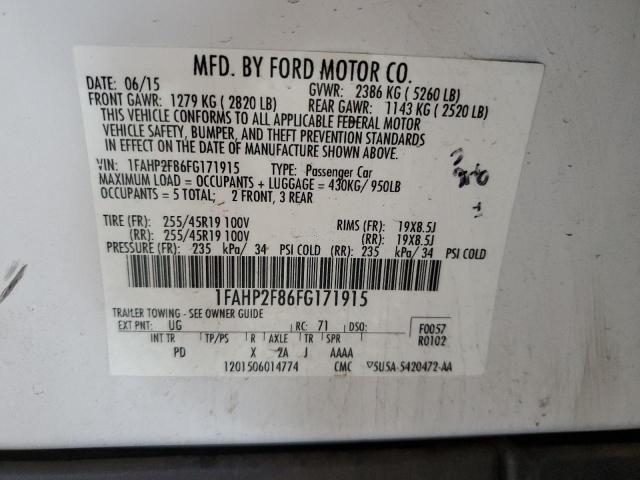 MFD. BY FORD MOTOR CO.
DATE: 06/15 GVWR: 2386 KG ( 5260 LB)
FRONT GAWR: 1279 KG ( 2820 LB) REAR GAWR: 1143 KG ( 2520 LB)
THIS VEHICLE CONFORMS TO ALL APPLICABLE FEDERAL MOTOR
VEHICLE SAFETY, BUMPER, AND THEFT PREVENTION STANDARDS
IN EFFECT ON THE DATE OF MANUFACTURE SHOWN ABOVE.
VIN: 1FAHP2F86FG171915 TYPE: Passenger Car
MAXIMUM LOAD = OCCUPANTS + LUGGAGE = 430KG/ 950LB
OCCUPANTS = 5 TOTAL; 2 FRONT, 3 REAR
TIRE (FR): 255/45R19 100V RIMS (FR): 19X8.5J
(RR): 255/45R19 100V (RR): 19X8.5J
PRESSURE (FR): 235 kPa/ 34 PSI COLD (RR): 235 kPa/ 34 PSI COLD
1FAHP2F86FG171915
TRAILER TOWING - SEE OWNER GUIDE
EXT PNT: UG RC: 71 DSO: F0057
INT TR TP/PS R AXLE TR SPR R0102
PD X 2A J AAAA
1201506014774 CMC 5U5A-5420472-AA